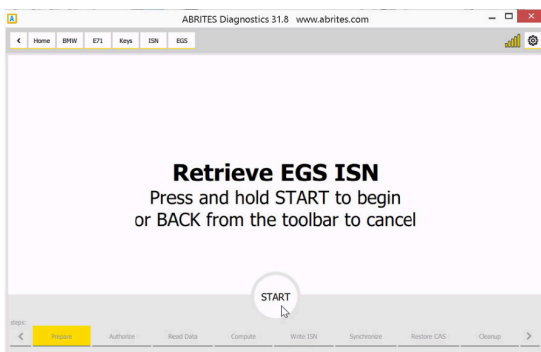 A ABRITES Diagnostics 31.8 www.abrites.com
Home BMW E71 Keys ISN EGS
Retrieve EGS ISN
Press and hold START to begin
or BACK from the toolbar to cancel
START
steps:
Prepare Authorize Read Data Compute Write ISN Synchronize Restore CAS Cleanup